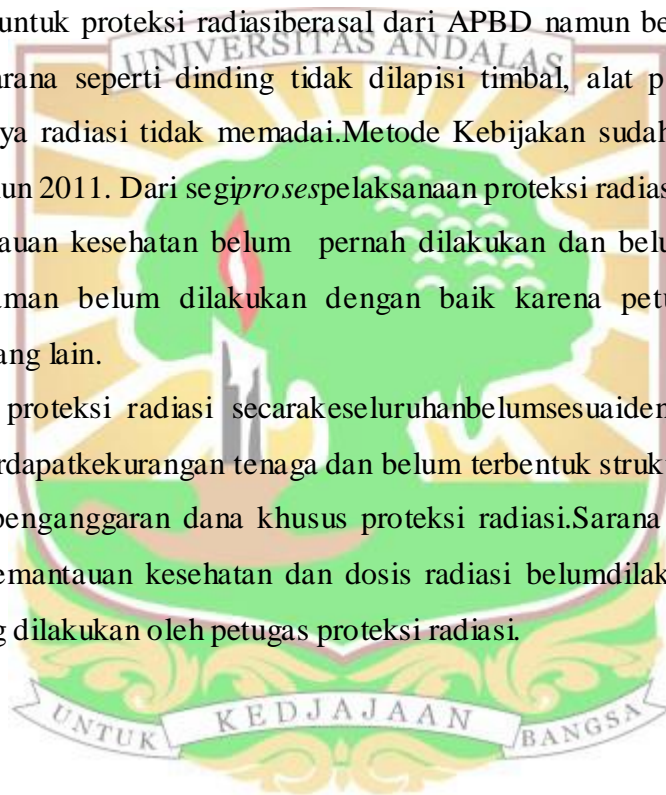 untuk proteksi radiasiberasal dari APBD namun be
UNIVERSITAS ANDALAS
arana seperti dinding tidak dilapisi timbal, alat p
ya radiasi tidak memadai.Metode Kebijakan sudah
un 2011. Dari segiprosespelaksanaan proteksi radias
auan kesehatan belum pernah dilakukan dan belu
aman belum dilakukan dengan baik karena petu
ang lain.
proteksi radiasi secarakeseluruhanbelumsesuaiden
rdapatkekurangan tenaga dan belum terbentuk struk
penganggaran dana khusus proteksi radiasi.Sarana
emantauan kesehatan dan dosis radiasi belumdilak
g dilakukan oleh petugas proteksi radiasi.
UNTUK KEDJAJAAN BANGSA